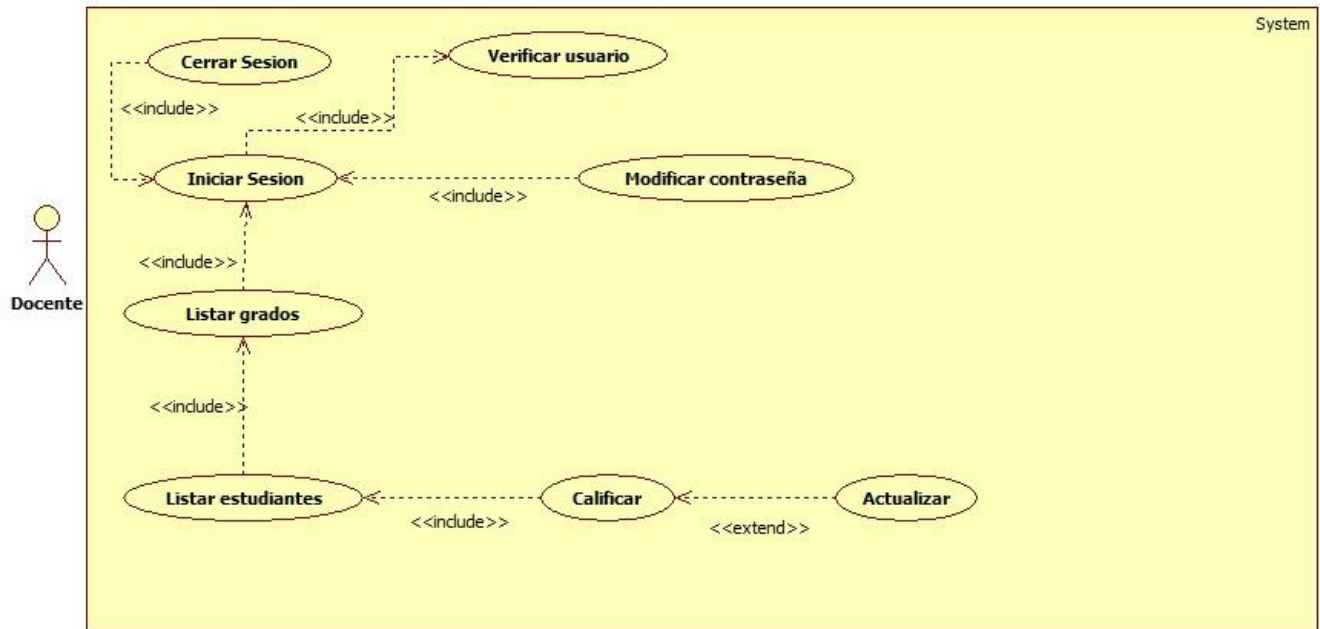 System
Cerrar Sesion
Verificar usuario
<<include>>
<<include>>
Iniciar Sesion
Modificar contraseña
<<include>>
<<include>>
Docente
Listar grados
<<include>>
Listar estudiantes
Calificar
Actualizar
<<include>>
<<extend>>